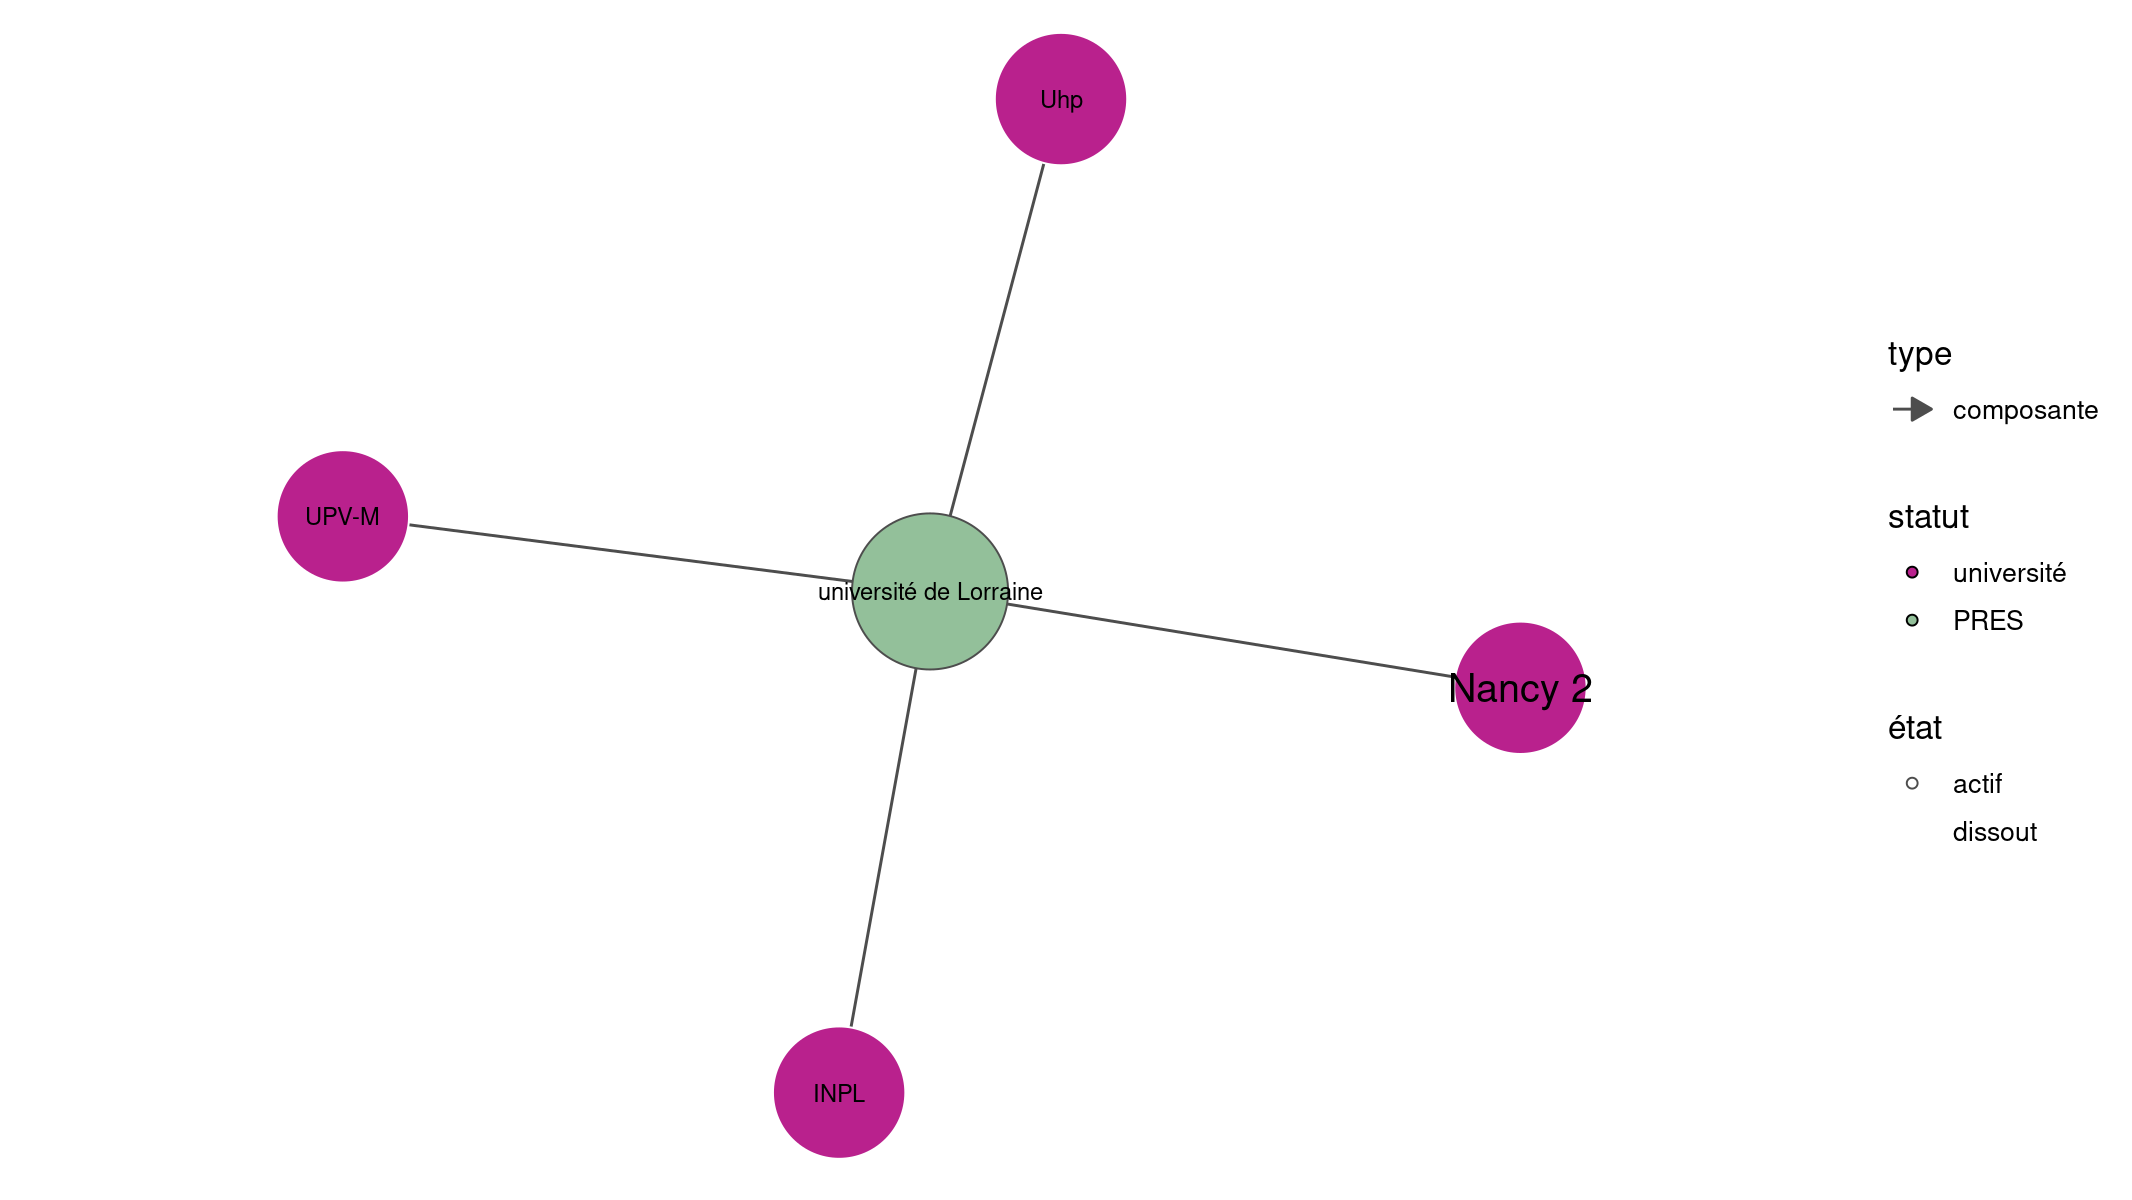 Uhp
UPV-M
université de Lorraine
Nancy 2
INPL
type
composante
statut
université
PRES
état
actif
dissout